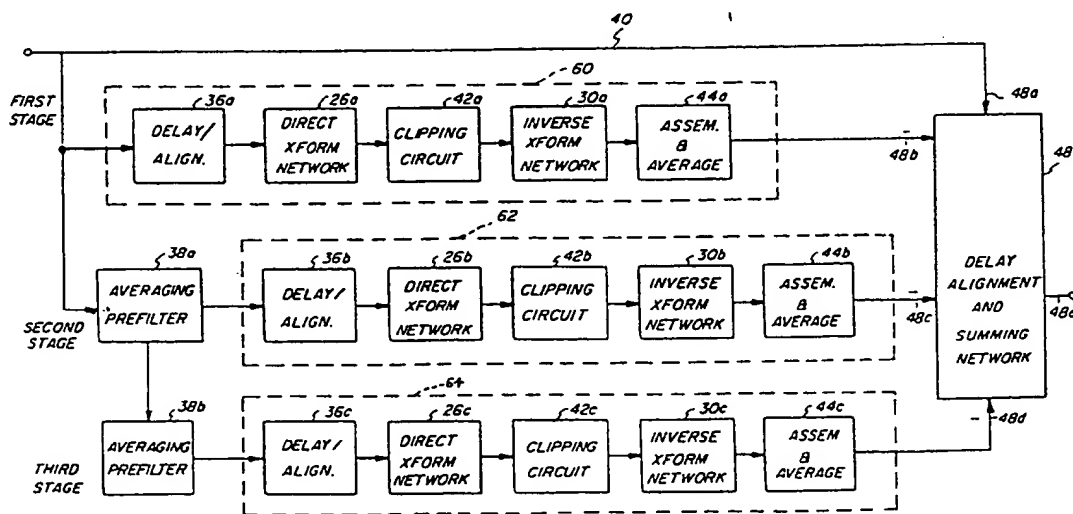 40
1
60
FIRST
STAGE
36a
26a
42a
30a
44a
48a
DELAY/
ALIGN.
DIRECT
XFORM
NETWORK
CLIPPING
CIRCUIT
INVERSE
XFORM
NETWORK
ASSEM.
&
AVERAGE
48b
48
62
38a
36b
26b
42b
30b
44b
AVERAGING
PREFILTER
DELAY/
ALIGN.
DIRECT
XFORM
NETWORK
CLIPPING
CIRCUIT
INVERSE
XFORM
NETWORK
ASSEM.
&
AVERAGE
48c
DELAY
ALIGNMENT
AND
SUMMING
NETWORK
SECOND
STAGE
64
38b
36c
26c
42c
30c
44c
48d
AVERAGING
PREFILTER
DELAY/
ALIGN.
DIRECT
XFORM
NETWORK
CLIPPING
CIRCUIT
INVERSE
XFORM
NETWORK
ASSEM
&
AVERAGE
THIRD
STAGE